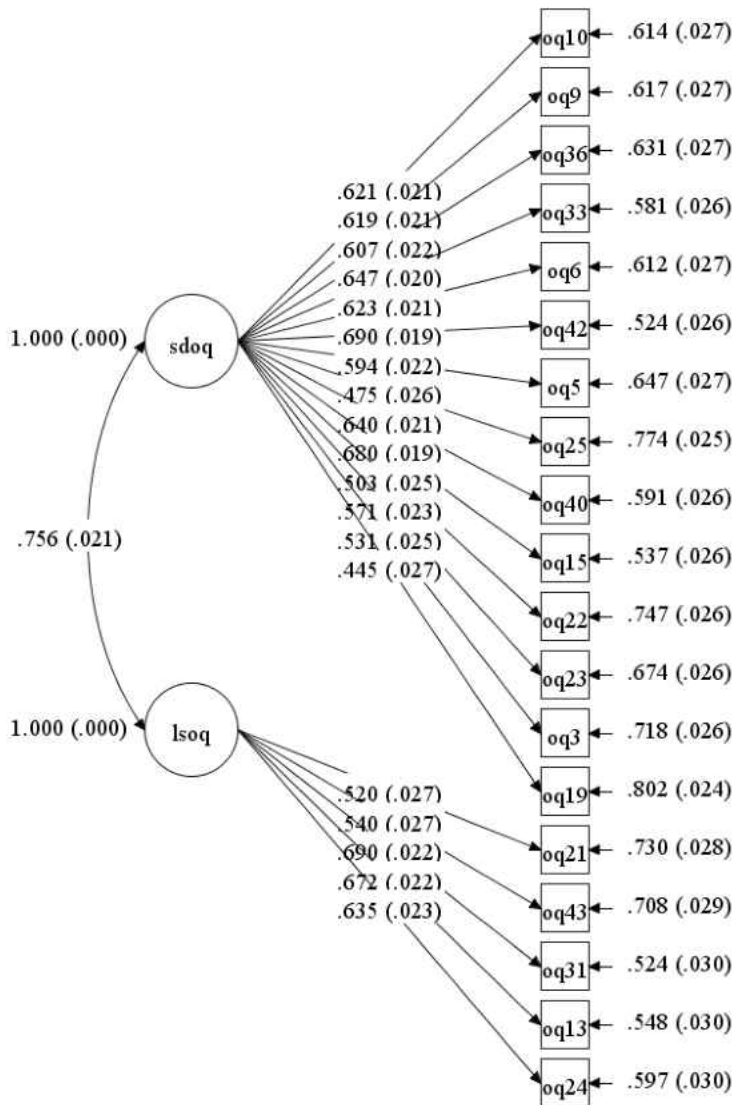 oq10 .614 (.027)
oq9 .617 (.027)
oq36 .631 (.027)
.621 (.021)
oq33 .581 (.026)
.619 (.021)
.607 (.022)
oq6 .612 (.027)
.647 (.020)
.623 (.021)
oq42 .524 (.026)
1.000 (.000) sdoq .690 (.019)
.594 (.022)
oq5 .647 (.027)
.475 (.026)
.640 (.021)
oq25 .774 (.025)
.680 (.019)
.503 (.025)
oq40 .591 (.026)
.571 (.023)
.756 (.021) .531 (.025)
oq15 .537 (.026)
.445 (.027)
oq22 .747 (.026)
oq23 .674 (.026)
1.000 (.000) lsoq
oq3 .718 (.026)
oq19 .802 (.024)
.520 (.027)
.540 (.027)
oq21 .730 (.028)
.690 (.022)
.672 (.022)
oq43 .708 (.029)
.635 (.023)
oq31 .524 (.030)
oq13 .548 (.030)
oq24 .597 (.030)